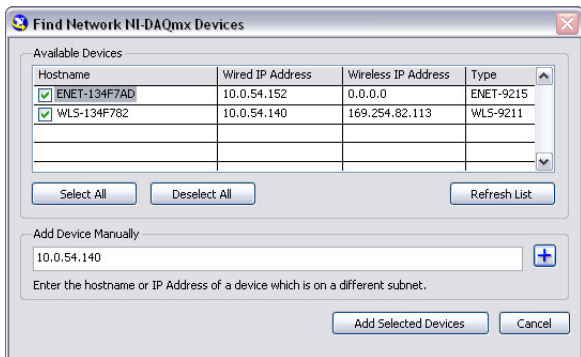 Find Network NI-DAQmx Devices
Available Devices
Hostname Wired IP Address Wireless IP Address Type
ENET-134F7AD 10.0.54.152 0.0.0.0 ENET-9215
WLS-134F782 10.0.54.140 169.254.82.113 WLS-9211
Select All Deselect All Refresh List
Add Device Manually
10.0.54.140
Enter the hostname or IP Address of a device which is on a different subnet.
Add Selected Devices Cancel